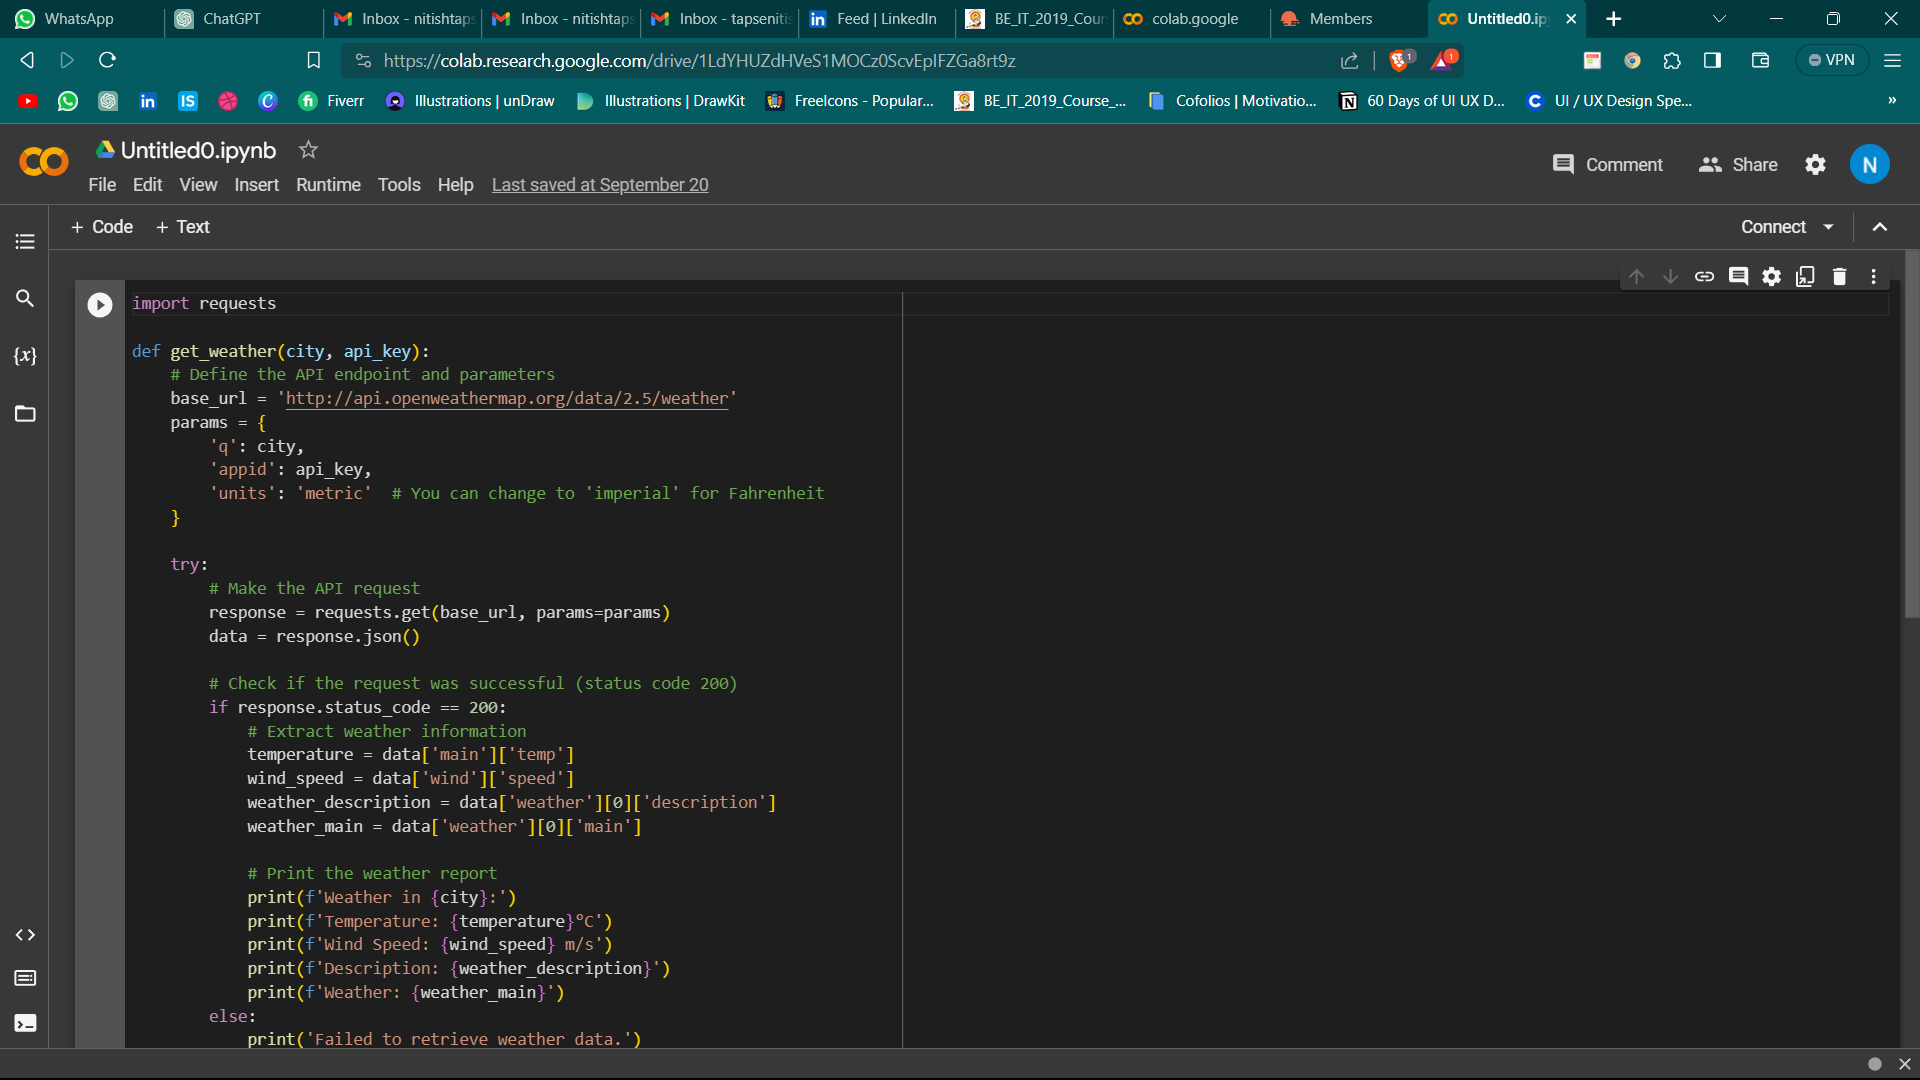 WhatsApp
ChatGPT
Inbox - nitishtaps
Inbox - nitishtaps
Inbox - tapseniti
Feed | LinkedIn
BE_IT_2019_Cour
colab.google
Members
Untitled0.ip
https://colab.research.google.com/drive/1LdYHUZdHVeS1MOCz0ScvEpIFZGa8rt9z
1
1
VPN
Fiverr
Illustrations | unDraw
Illustrations | DrawKit
FreeIcons - Popular...
BE_IT_2019_Course_...
Cofolios | Motivatio...
60 Days of UI UX D...
UI / UX Design Spe...
»
Untitled0.ipynb
Comment
Share
N
File Edit View Insert Runtime Tools Help Last saved at September 20
+ Code + Text
Connect
import requests
def get_weather(city, api_key):
# Define the API endpoint and parameters
base_url = 'http://api.openweathermap.org/data/2.5/weather'
params = {
'q': city,
'appid': api_key,
'units': 'metric'  # You can change to 'imperial' for Fahrenheit
}
try:
# Make the API request
response = requests.get(base_url, params=params)
data = response.json()
# Check if the request was successful (status code 200)
if response.status_code == 200:
# Extract weather information
temperature = data['main']['temp']
wind_speed = data['wind']['speed']
weather_description = data['weather'][0]['description']
weather_main = data['weather'][0]['main']
# Print the weather report
print(f'Weather in {city}:')
print(f'Temperature: {temperature}°C')
print(f'Wind Speed: {wind_speed} m/s')
print(f'Description: {weather_description}')
print(f'Weather: {weather_main}')
else:
print('Failed to retrieve weather data.')